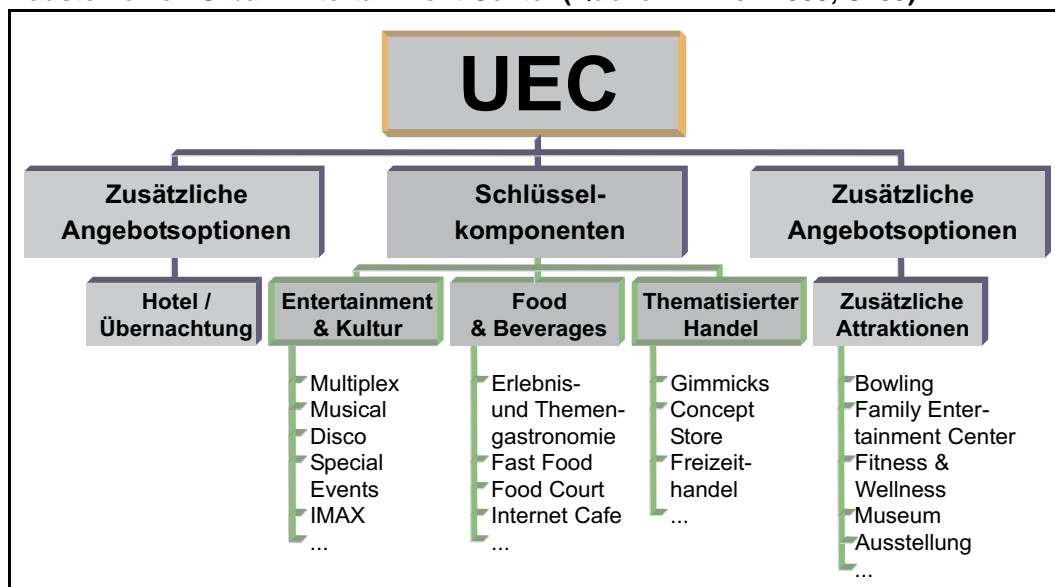 UEC
Zusätzliche
Angebotsoptionen
Schlüssel-
komponenten
Zusätzliche
Angebotsoptionen
Hotel /
Übernachtung
Entertainment
& Kultur
Food
& Beverages
Thematisierter
Handel
Zusätzliche
Attraktionen
Multiplex
Musical
Disco
Special
Events
IMAX
...
Erlebnis-
und Themen-
gastronomie
Fast Food
Food Court
Internet Cafe
...
Gimmicks
Concept
Store
Freizeit-
handel
...
Bowling
Family Enter-
tainment Center
Fitness &
Wellness
Museum
Ausstellung
...